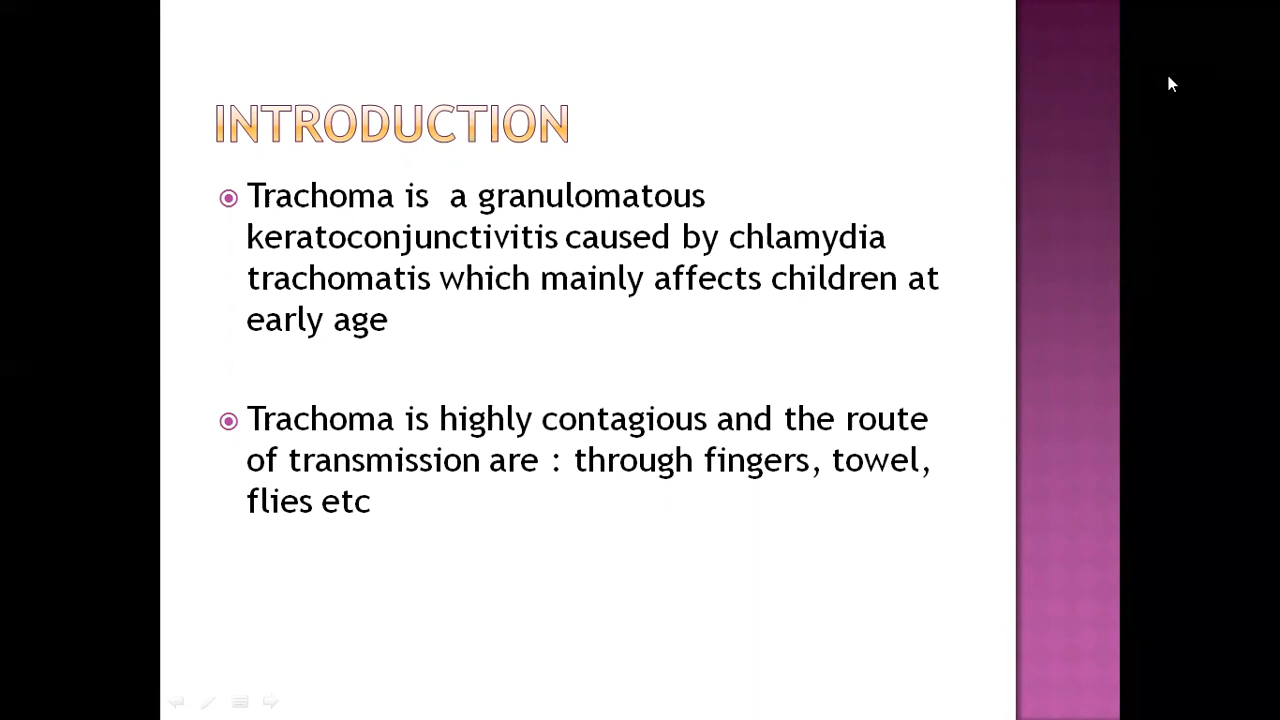 INTRODUCTION
Trachoma is a granulomatous
keratoconjunctivitis caused by chlamydia
trachomatis which mainly affects children at
early age
Trachoma is highly contagious and the route
of transmission are : through fingers, towel,
flies etc